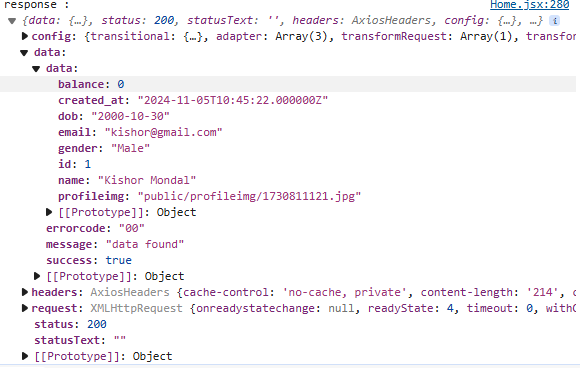 response :
Home.jsx:280
{data: {…}, status: 200, statusText: '', headers: AxiosHeaders, config: {…}, …}
config: {transitional: {…}, adapter: Array(3), transformRequest: Array(1), transfor
data:
data:
balance: 0
created_at: "2024-11-05T10:45:22.000000Z"
dob: "2000-10-30"
email: "kishor@gmail.com"
gender: "Male"
id: 1
name: "Kishor Mondal"
profileimg: "public/profileimg/1730811121.jpg"
[[Prototype]]: Object
errorcode: "00"
message: "data found"
success: true
[[Prototype]]: Object
headers: AxiosHeaders {cache-control: 'no-cache, private', content-length: '214', c
request: XMLHttpRequest {onreadystatechange: null, readyState: 4, timeout: 0, withC
status: 200
statusText: ""
[[Prototype]]: Object